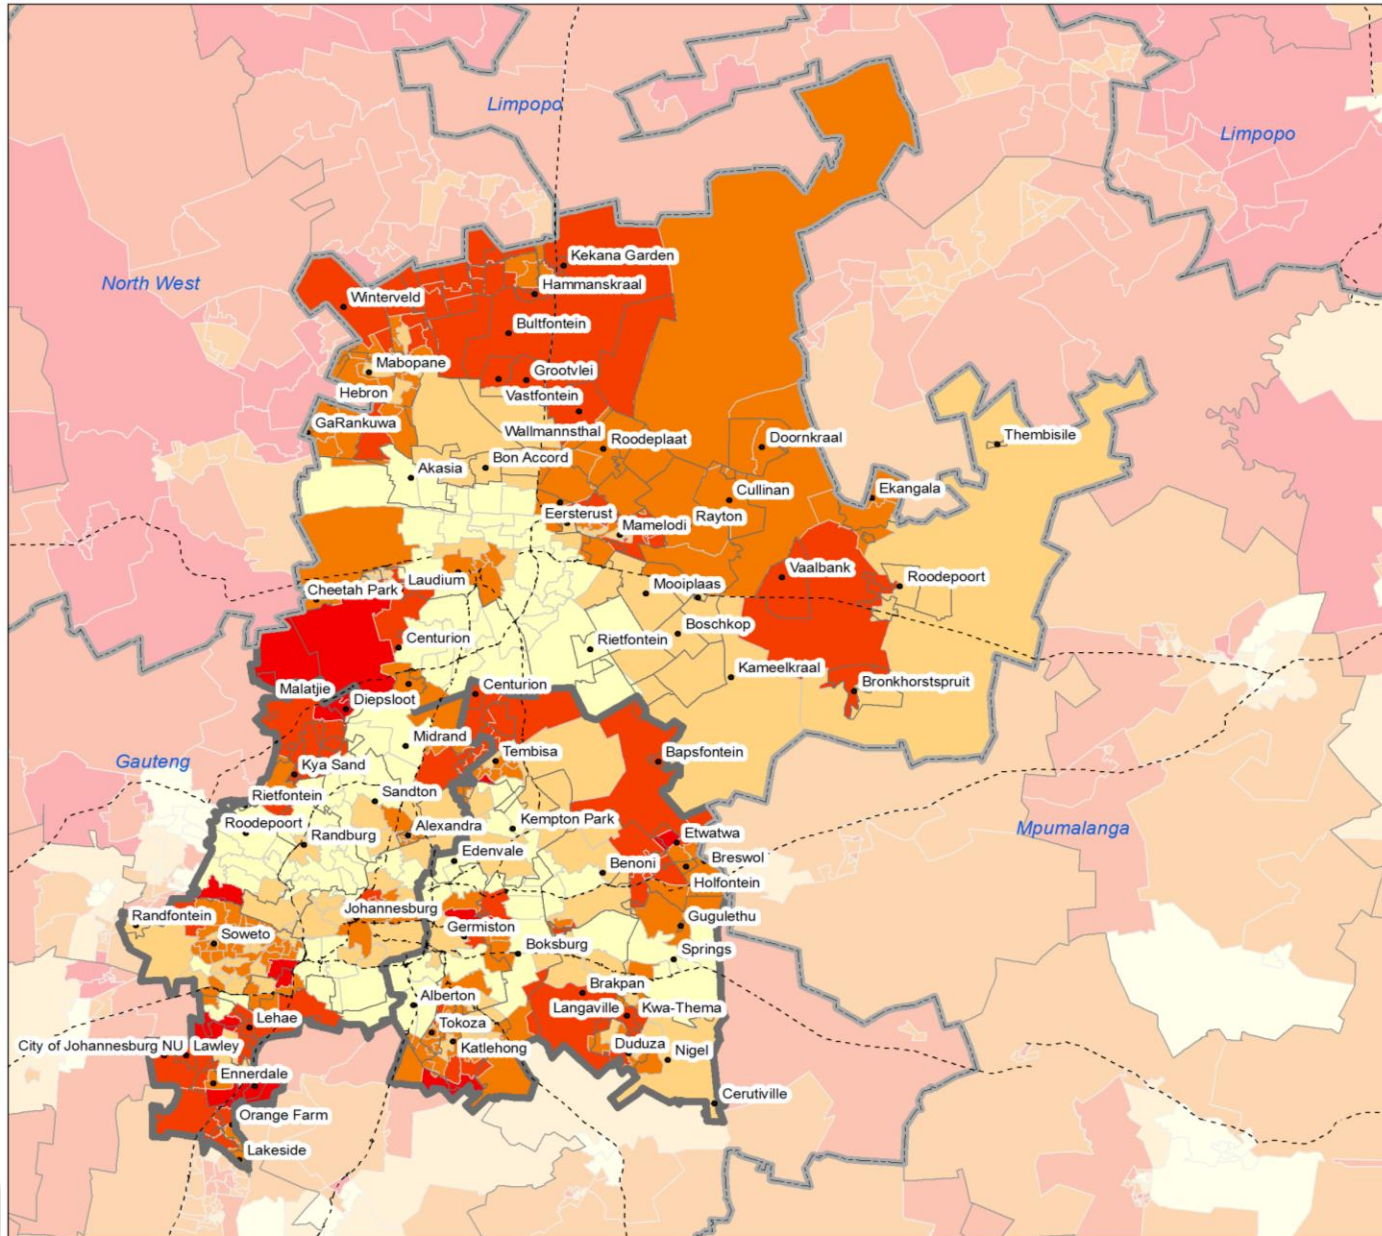 Limpopo
Limpopo
North West
Kekana Garden
Hammanskraal
Winterveld
Bultfontein
Mabopane
Grootvlei
Hebron
Vastfontein
GaRankuwa
Wallmannsthal
Roodeplaat
Doornkraal
Thembisile
Akasia
Bon Accord
Cullinan
Ekangala
Eersterust
Mamelodi
Rayton
Cheetah Park
Laudium
Mooiplaas
Vaalbank
Roodepoort
Centurion
Rietfontein
Boschkop
Kameelkraal
Malatjie
Diepsloot
Centurion
Bronkhorstspruit
Gauteng
Kya Sand
Midrand
Tembisa
Bapsfontein
Rietfontein
Sandton
Roodepoort
Randburg
Alexandra
Kempton Park
Etwatwa
Mpumalanga
Edenvale
Benoni
Breswol
Holfontein
Randfontein
Soweto
Johannesburg
Germiston
Boksburg
Gugulethu
Springs
Alberton
Brakpan
Langaville
Kwa-Thema
Lehae
Tokoza
City of Johannesburg NU
Lawley
Katlehong
Duduza
Nigel
Ennerdale
Cerutiville
Orange Farm
Lakeside